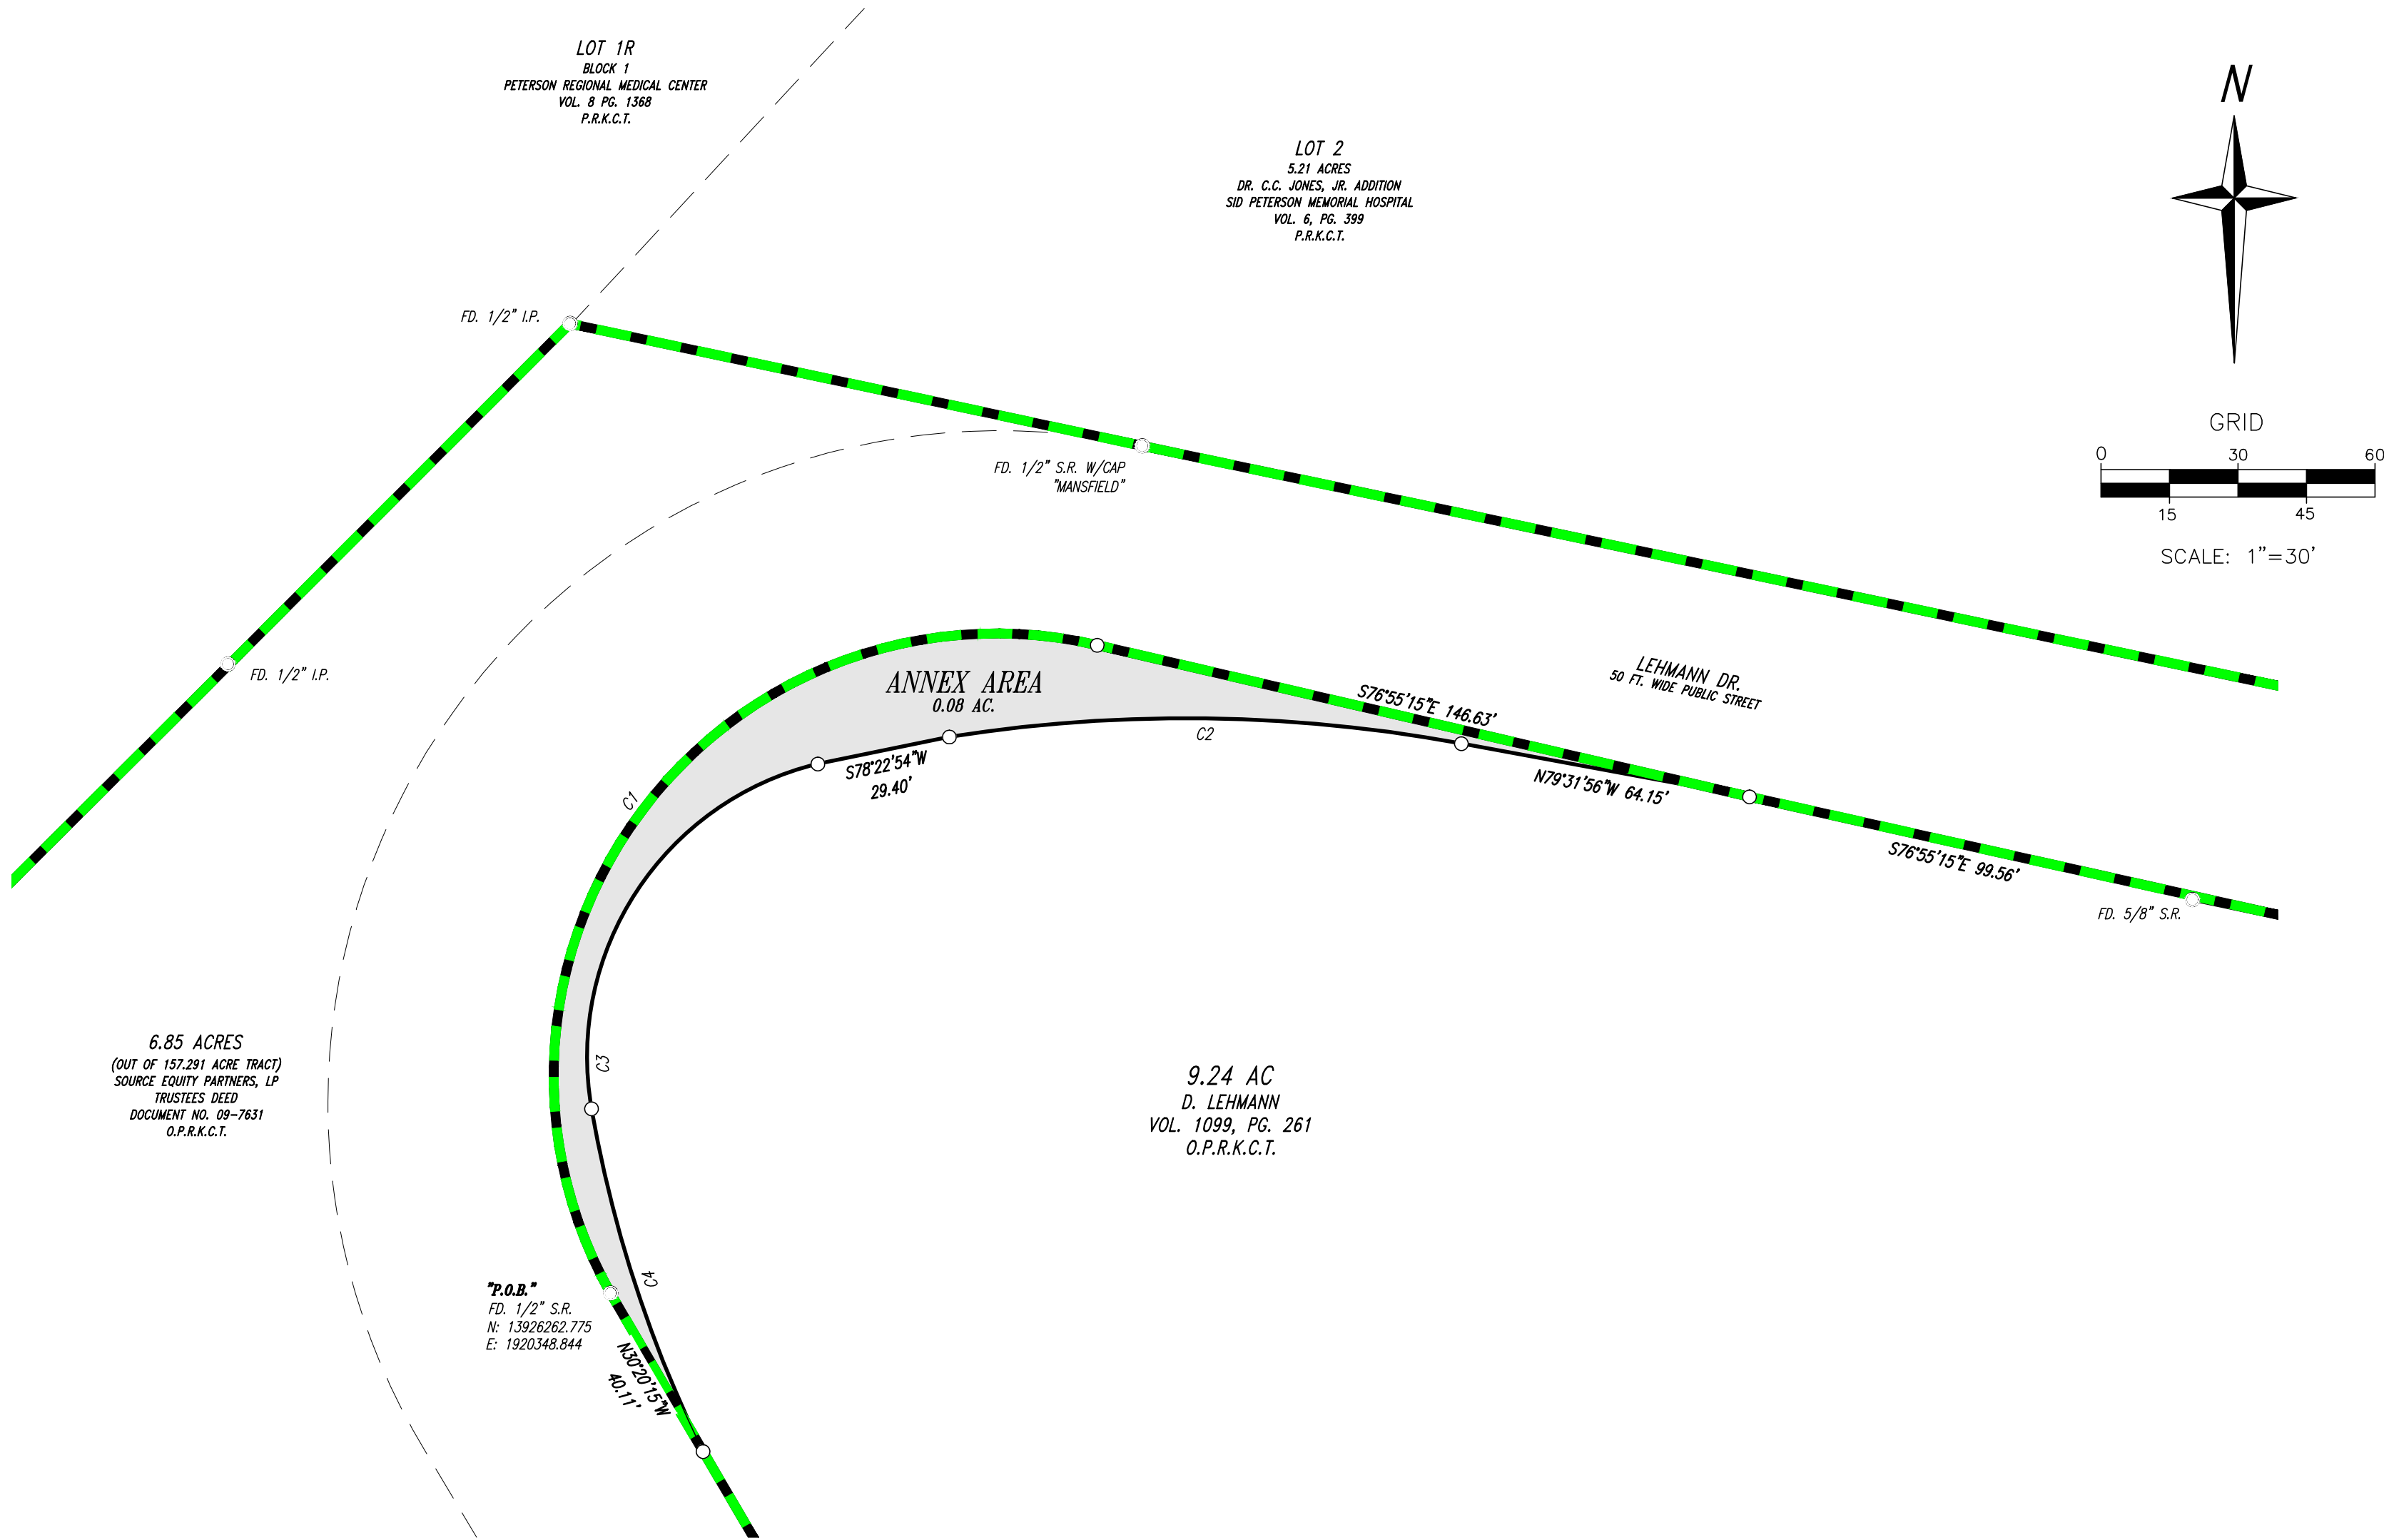 LOT 1R
BLOCK 1
PETERSON REGIONAL MEDICAL CENTER
VOL. 8 PG. 1368
P.R.K.C.T.
N
LOT 2
5.21 ACRES
DR. C.C. JONES, JR. ADDITION
SID PETERSON MEMORIAL HOSPITAL
VOL. 6, PG. 399
P.R.K.C.T.
FD. 1/2" I.P.
GRID
0 30 60
15 45
SCALE: 1"=30'
FD. 1/2" S.R. W/CAP
"MANSFIELD"
FD. 1/2" I.P.
ANNEX AREA
0.08 AC.
LEHMANN DR.
50 FT. WIDE PUBLIC STREET
S76°55'15"E 146.63'
C2
S78°22'54"W
29.40'
N79°31'56"W 64.15'
C1
S76°55'15"E 99.56'
FD. 5/8" S.R.
6.85 ACRES
(OUT OF 157.291 ACRE TRACT)
SOURCE EQUITY PARTNERS, LP
TRUSTEES DEED
DOCUMENT NO. 09-7631
O.P.R.K.C.T.
C3
9.24 AC
D. LEHMANN
VOL. 1099, PG. 261
O.P.R.K.C.T.
C4
"P.O.B."
FD. 1/2" S.R.
N: 13926262.775
E: 1920348.844
N30°20'15"W
40.11'